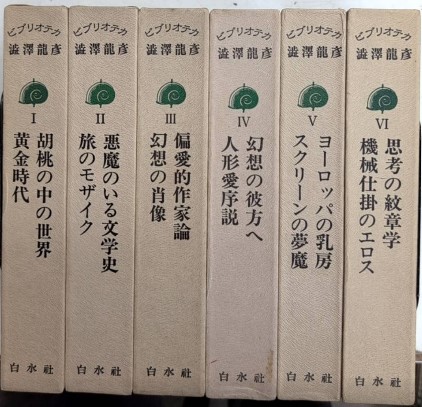 ビブリオテカ
澁澤龍彦
I
胡桃の中の世界
黄金時代
白水社
ビブリオテカ
澁澤龍彦
II
悪魔のいる文学史
旅のモザイク
白水社
ビブリオテカ
澁澤龍彦
III
偏愛的作家論
幻想の肖像
白水社
ビブリオテカ
澁澤龍彦
IV
幻想の彼方へ
人形愛序説
白水社
ビブリオテカ
澁澤龍彦
V
ヨーロッパの乳房
スクリーンの夢魔
白水社
ビブリオテカ
澁澤龍彦
VI
思考の紋章学
機械仕掛のエロス
白水社